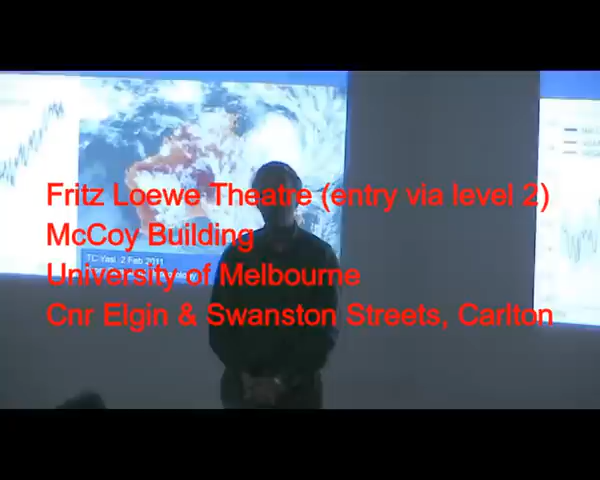 Fritz Loewe Theatre (entry via level 2)
McCoy Building
TC Yasi, 2 Feb 2011
University of Melbourne
Cnr Elgin & Swanston Streets, Carlton